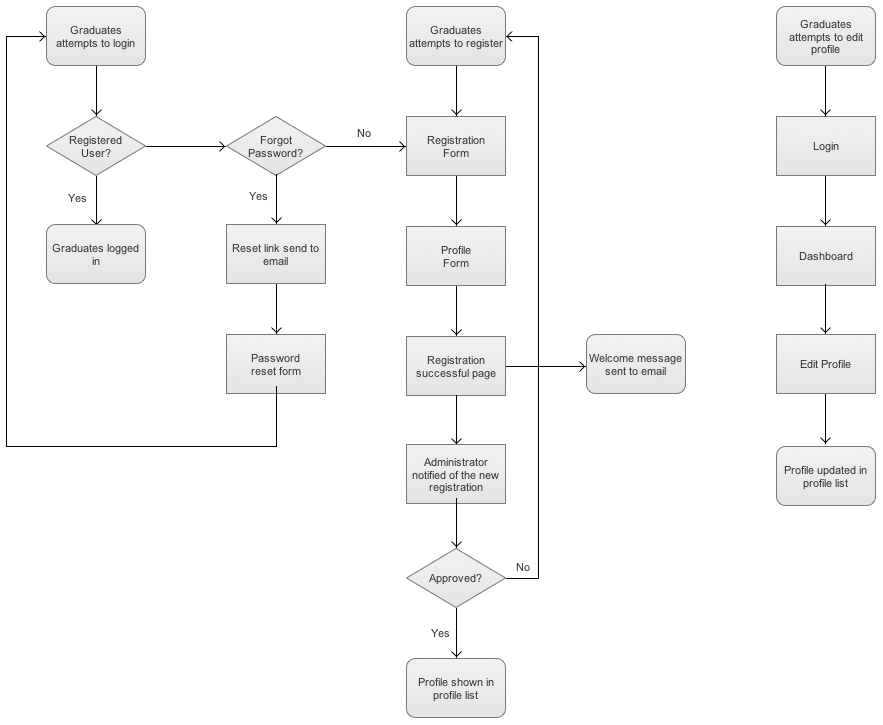 Graduates
attempts to login
Registered
User?
Yes
Graduates logged
in
Forgot
Password?
No
Yes
Reset link send to
email
Password
reset form
Graduates
attempts to register
Registration
Form
Profile
Form
Registration
successful page
Welcome message
sent to email
Administrator
notified of the new
registration
Approved?
No
Yes
Profile shown in
profile list
Graduates
attempts to edit
profile
Login
Dashboard
Edit Profile
Profile updated in
profile list